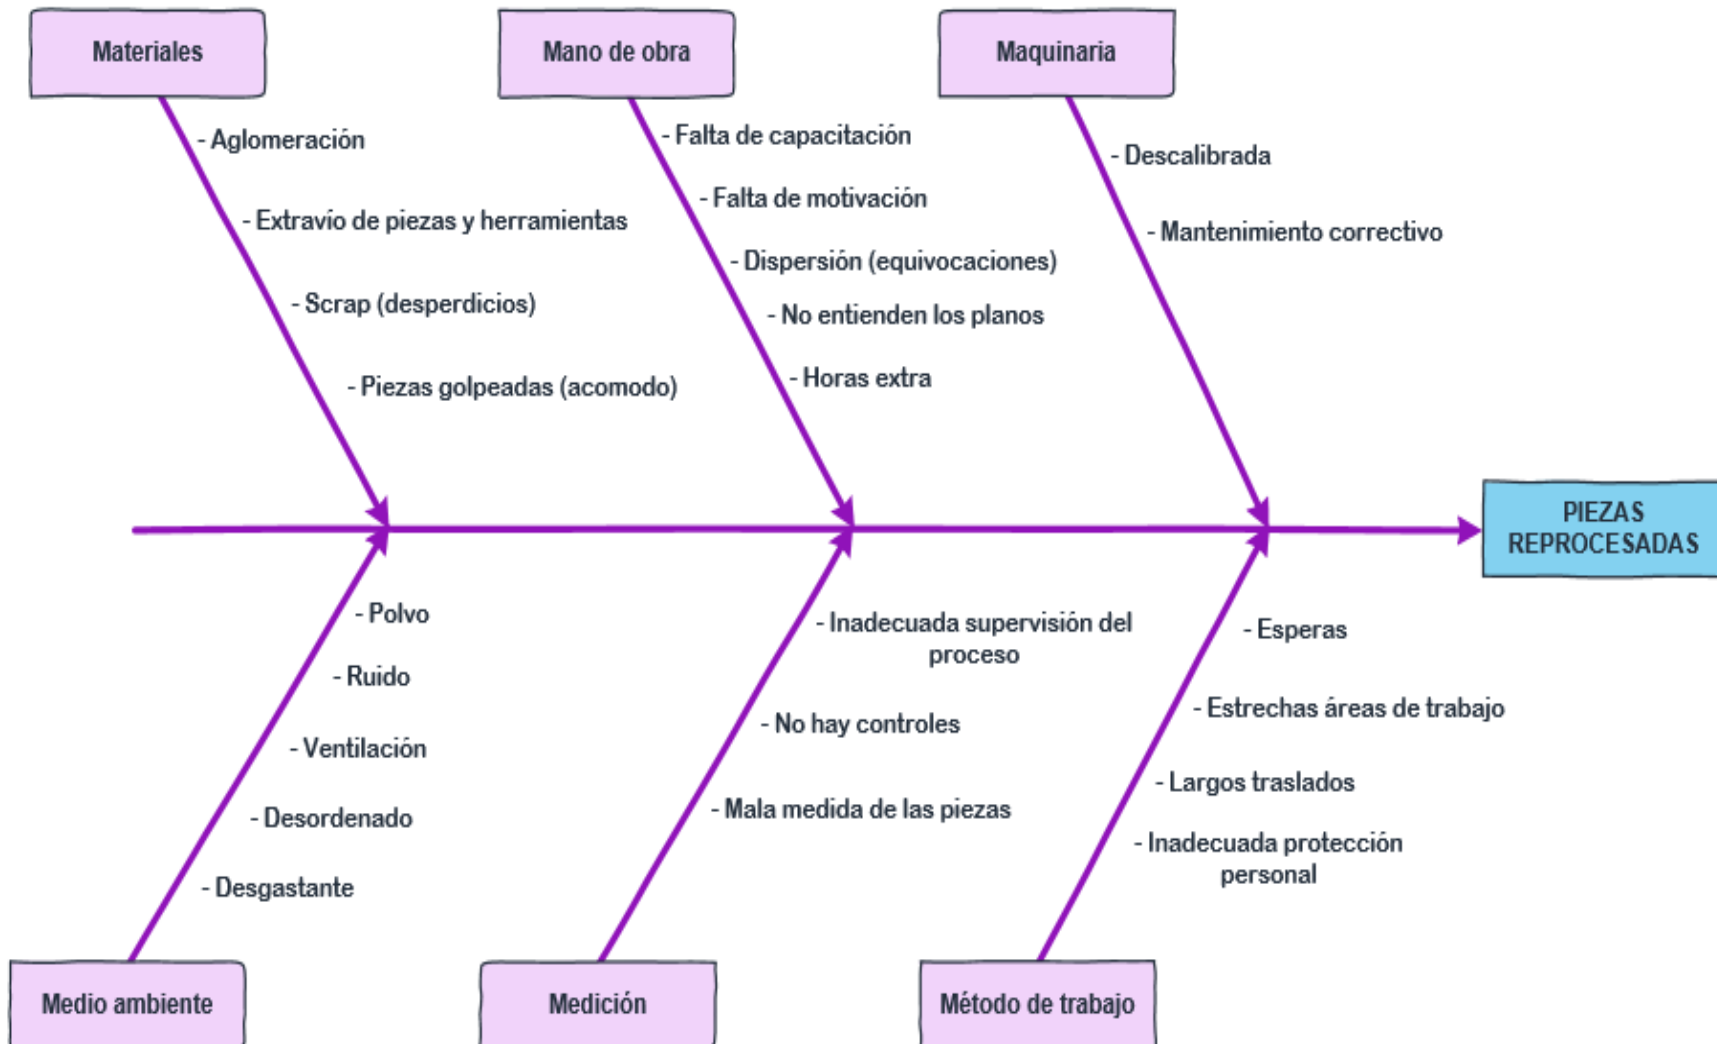 Materiales
Mano de obra
Maquinaria
- Aglomeración
- Extravío de piezas y herramientas
- Scrap (desperdicios)
- Piezas golpeadas (acomodo)
- Falta de capacitación
- Falta de motivación
- Dispersión (equivocaciones)
- No entienden los planos
- Horas extra
- Descalibrada
- Mantenimiento correctivo
PIEZAS
REPROCESADAS
- Polvo
- Ruido
- Ventilación
- Desordenado
- Desgastante
- Inadecuada supervisión del
proceso
- No hay controles
- Mala medida de las piezas
- Esperas
- Estrechas áreas de trabajo
- Largos traslados
- Inadecuada protección
personal
Medio ambiente
Medición
Método de trabajo